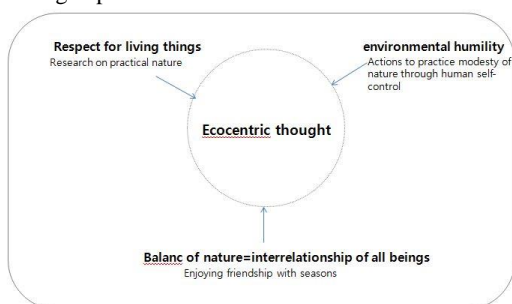 Respect for living things
Research on practical nature
environmental humility
Actions to practice modesty of
nature through human self-
control
Ecocentric thought
Balanc of nature=interrelationship of all beings
Enjoying friendship with seasons